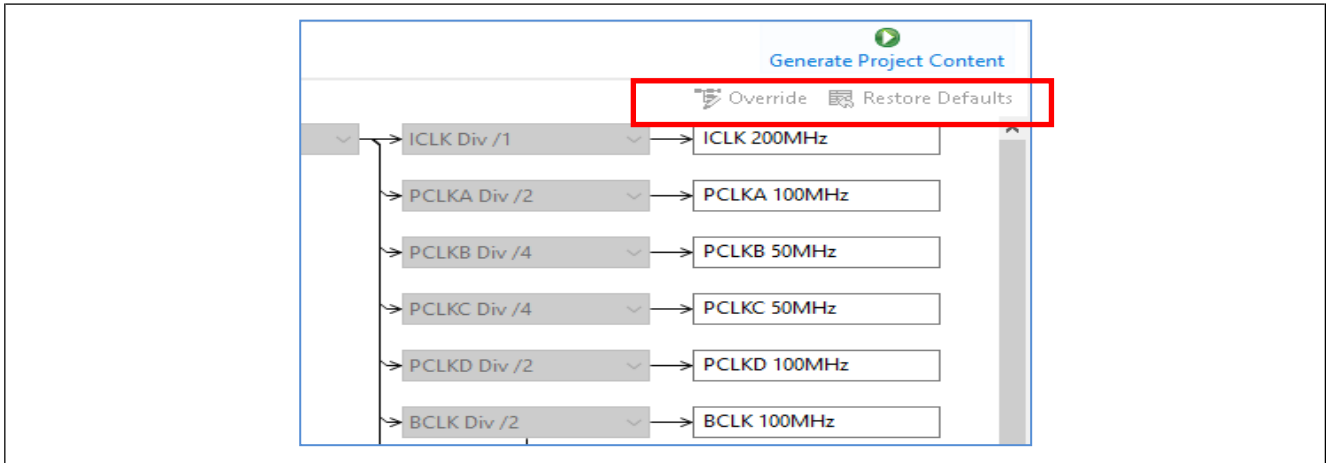 Generate Project Content
Override Restore Defaults
ICLK Div /1 ICLK 200MHz
PCLKA Div /2 PCLKA 100MHz
PCLKB Div /4 PCLKB 50MHz
PCLKC Div /4 PCLKC 50MHz
PCLKD Div /2 PCLKD 100MHz
BCLK Div /2 BCLK 100MHz